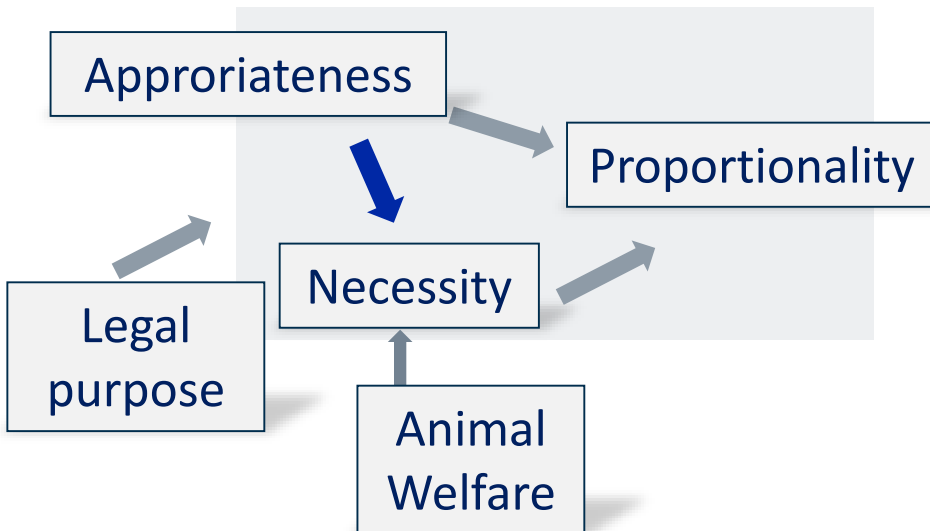 Approriateness
Proportionality
Necessity
Legal
purpose
Animal
Welfare